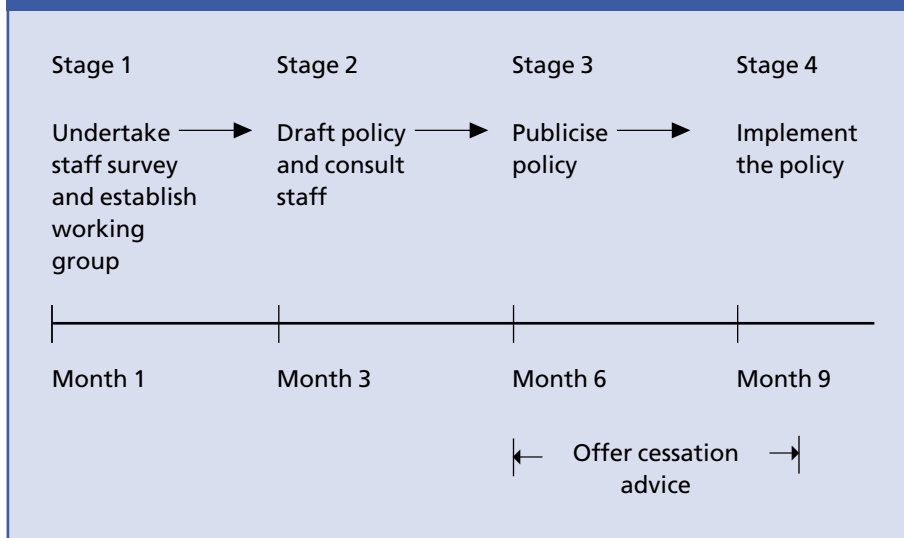 Stage 1
Stage 2
Stage 3
Stage 4
Undertake
staff survey
and establish
working
group
Draft policy
and consult
staff
Publicise
policy
Implement
the policy
Month 1
Month 3
Month 6
Month 9
Offer cessation
advice